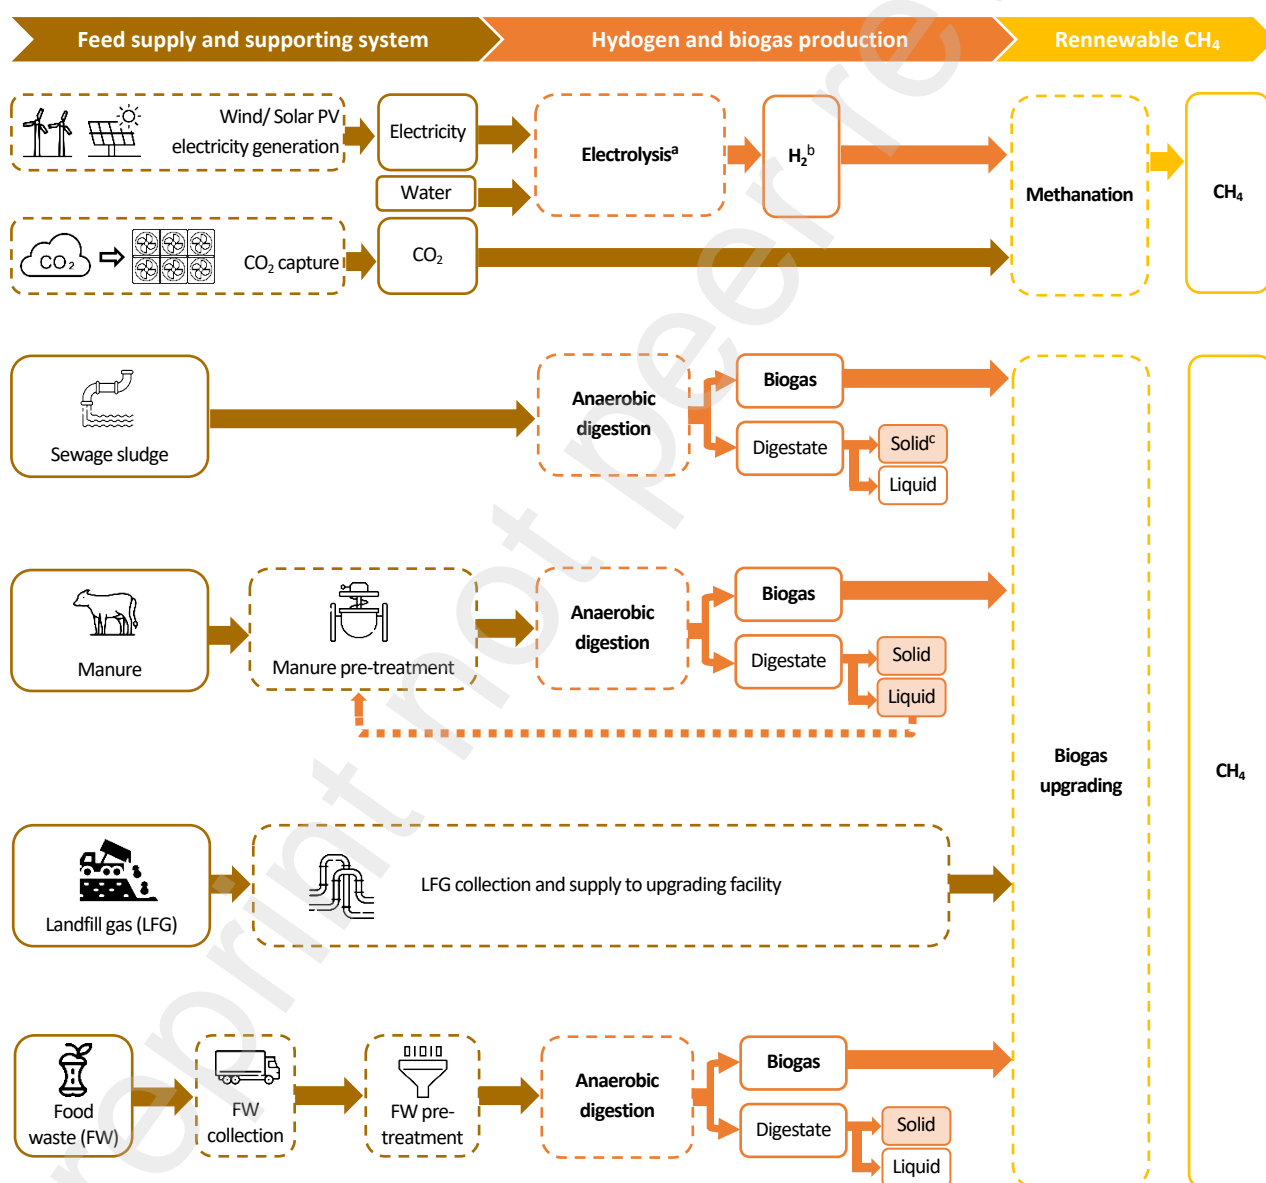 Feed supply and supporting system
Hydogen and biogas production
Rennewable CH₄
Wind/ Solar PV
electricity generation
Electricity
Water
Electrolysisᵃ
H₂ᵇ
Methanation
CH₄
CO₂
CO₂ capture
CO₂
Sewage sludge
Anaerobic
digestion
Biogas
Digestate
Solidᶜ
Liquid
Manure
Manure pre-treatment
Anaerobic
digestion
Biogas
Digestate
Solid
Liquid
Biogas
upgrading
CH₄
Landfill gas (LFG)
LFG collection and supply to upgrading facility
Food
waste (FW)
FW
collection
FW pre-
treatment
Anaerobic
digestion
Biogas
Digestate
Solid
Liquid
reprint not peer re